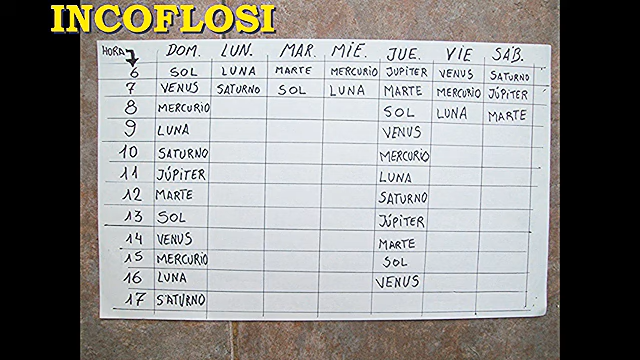 INCOFLOSI
HORA DOM. LUN. MAR. MIE. JUE. VIE SÁB.
6 SOL LUNA MARTE MERCURIO JUPITER VENUS SATURNO
7 VENUS SATURNO SOL LUNA MARTE MERCURIO JÚPITER
8 MERCURIO SOL LUNA MARTE
9 LUNA VENUS
10 SATURNO MERCURIO
11 JÚPITER LUNA
12 MARTE SATURNO
13 SOL JÚPITER
14 VENUS MARTE
15 MERCURIO SOL
16 LUNA VENUS
17 SATURNO